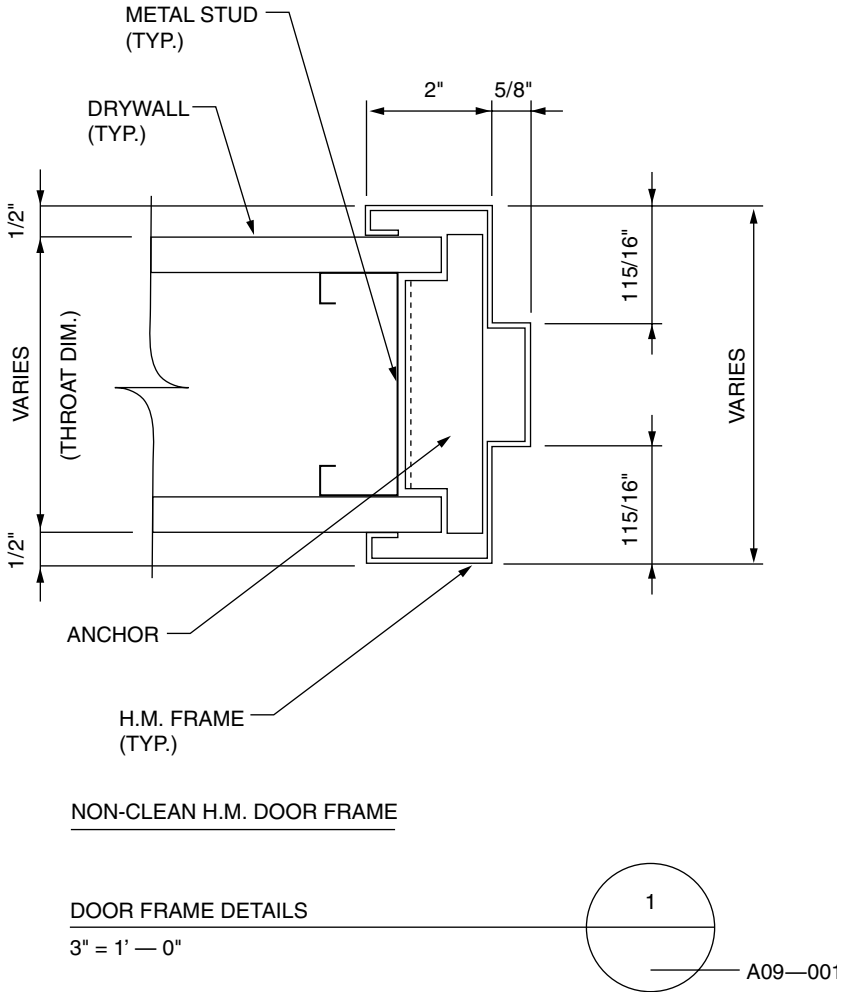 METAL STUD
(TYP.)
2"
5/8"
DRYWALL
(TYP.)
1/2"
115/16"
VARIES
(THROAT DIM.)
VARIES
115/16"
1/2"
ANCHOR
H.M. FRAME
(TYP.)
NON-CLEAN H.M. DOOR FRAME
DOOR FRAME DETAILS
3" = 1' — 0"
1
A09—001